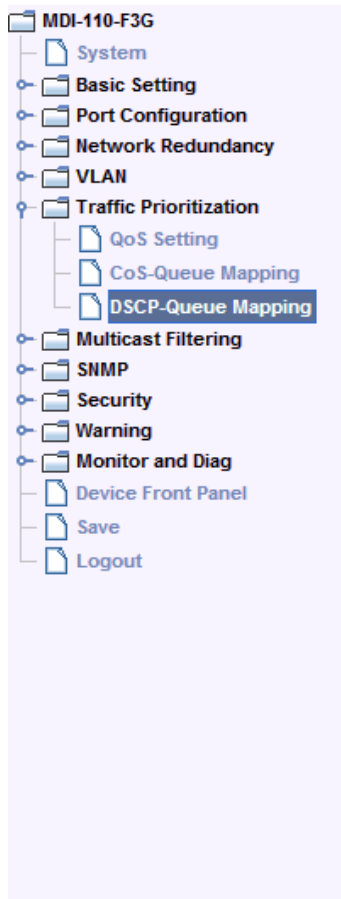 MDI-110-F3G
System
Basic Setting
Port Configuration
Network Redundancy
VLAN
Traffic Prioritization
QoS Setting
CoS-Queue Mapping
DSCP-Queue Mapping
Multicast Filtering
SNMP
Security
Warning
Monitor and Diag
Device Front Panel
Save
Logout